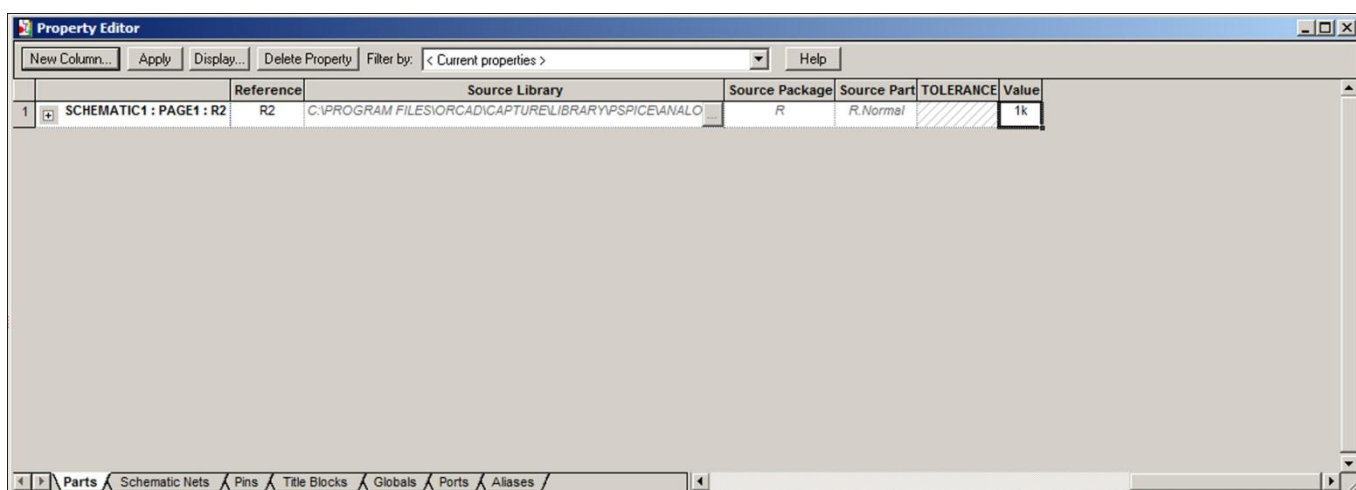 Property Editor
New Column... Apply Display... Delete Property Filter by: < Current properties > Help
Reference Source Library Source Package Source Part TOLERANCE Value
1 SCHEMATIC1 : PAGE1 : R2 R2 C:\PROGRAM FILES\ORCAD\CAPTURE\LIBRARY\PSPICE\ANALO ... R R.Normal 1k
Parts Schematic Nets Pins Title Blocks Globals Ports Aliases